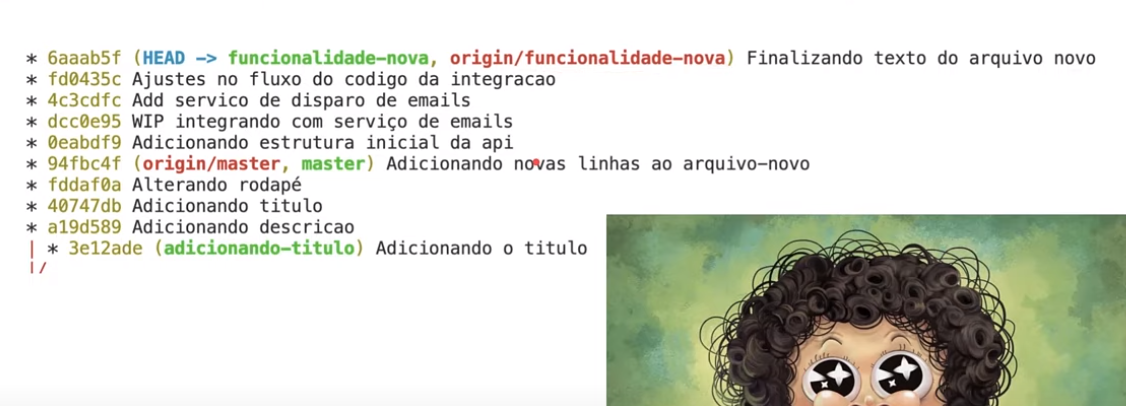 * 6aaab5f (HEAD -> funcionalidade-nova, origin/funcionalidade-nova) Finalizando texto do arquivo novo
* fd0435c Ajustes no fluxo do codigo da integracao
* 4c3cdfc Add servico de disparo de emails
* dcc0e95 WIP integrando com serviço de emails
* 0eabdf9 Adicionando estrutura inicial da api
* 94fbc4f (origin/master, master) Adicionando novas linhas ao arquivo-novo
* fddaf0a Alterando rodapé
* 40747db Adicionando titulo
* a19d589 Adicionando descricao
| * 3e12ade (adicionando-titulo) Adicionando o titulo
|/